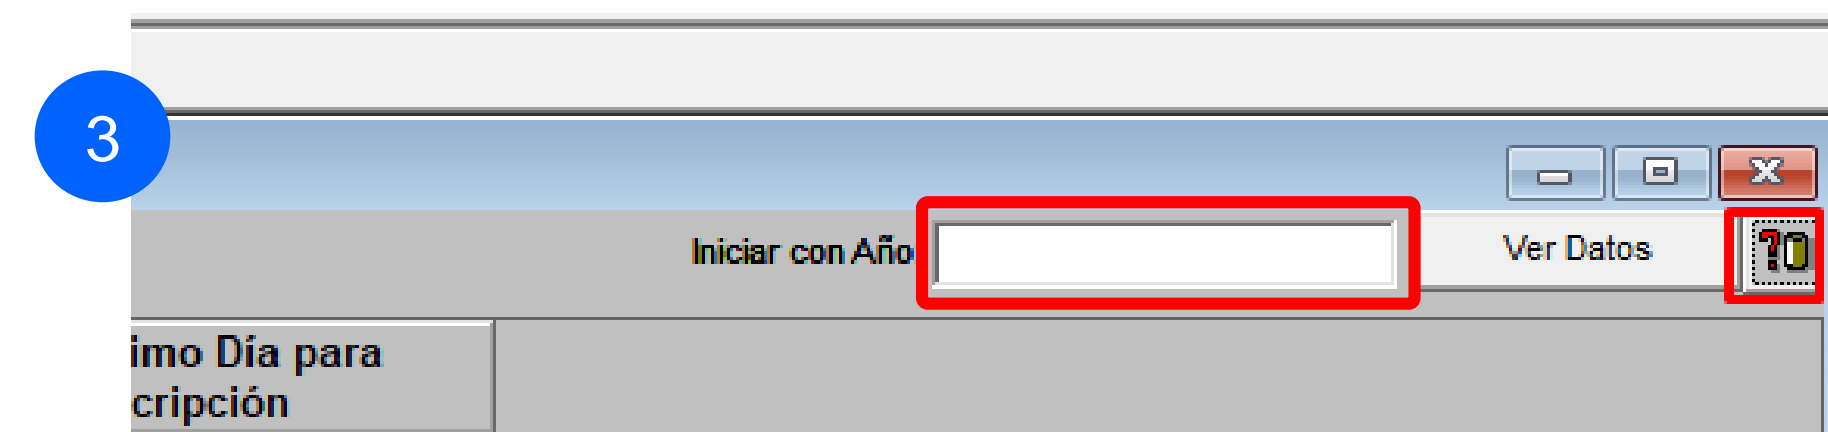 3
Iniciar con Año
Ver Datos
imo Día para
cripción